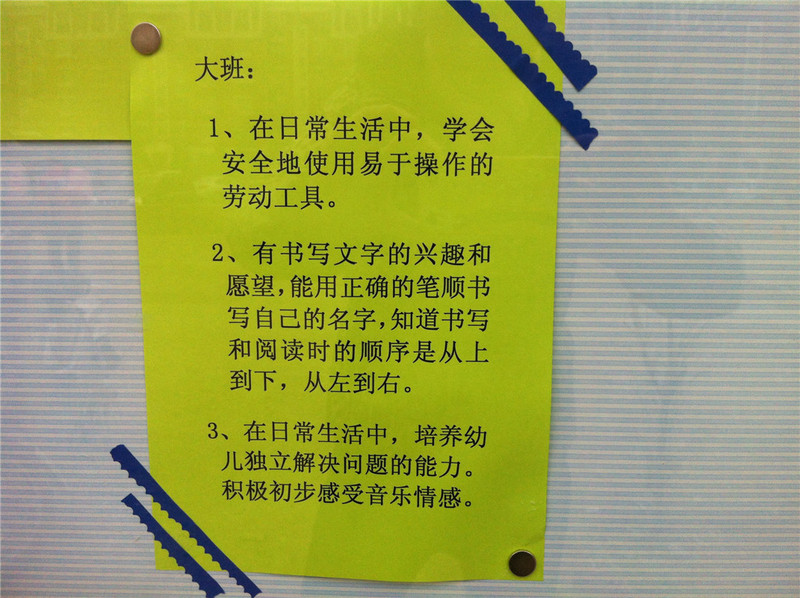 大班：
1、在日常生活中，学会
安全地使用易于操作的
劳动工具。
2、有书写文字的兴趣和
愿望，能用正确的笔顺书
写自己的名字，知道书写
和阅读时的顺序是从上
到下，从左到右。
3、在日常生活中，培养幼
儿独立解决问题的能力。
积极初步感受音乐情感。